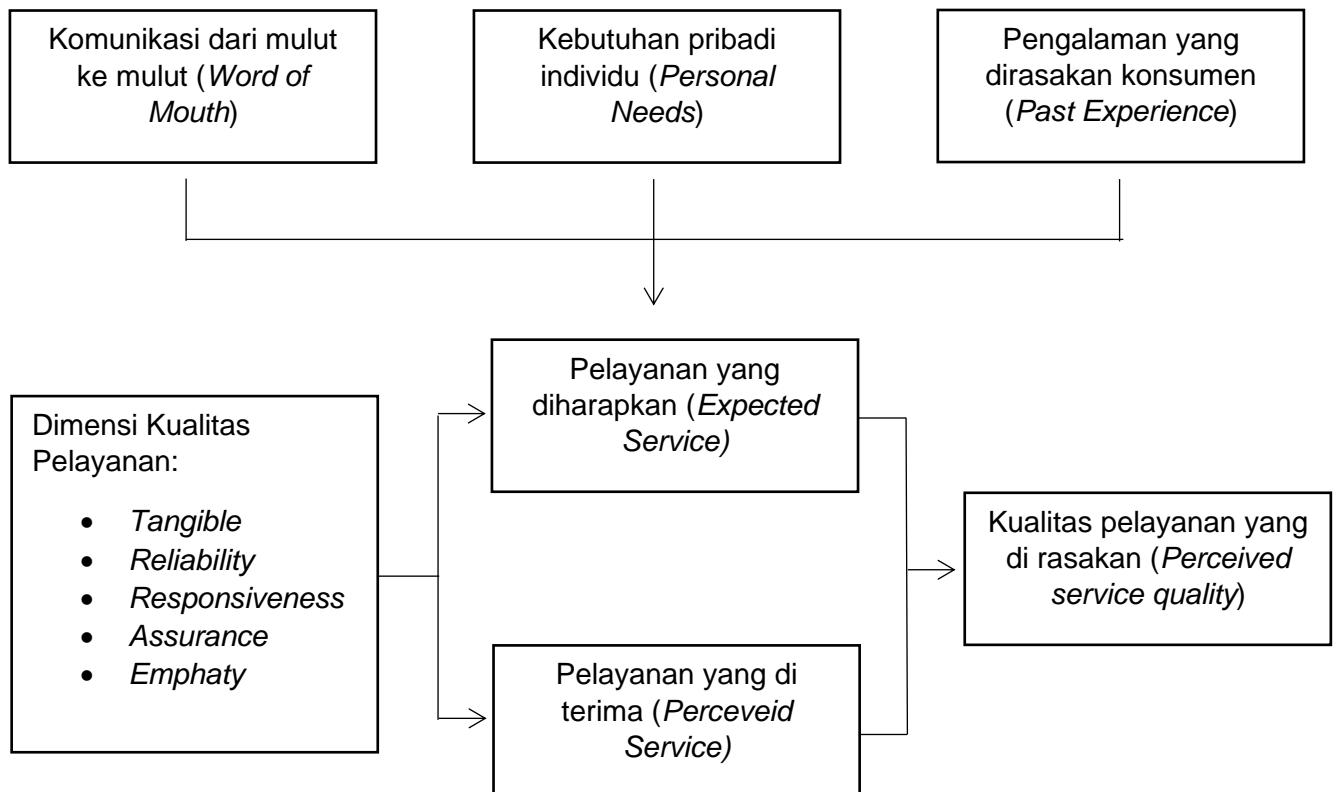 Komunikasi dari mulut
ke mulut (Word of
Mouth)
Kebutuhan pribadi
individu (Personal
Needs)
Pengalaman yang
dirasakan konsumen
(Past Experience)
Pelayanan yang
diharapkan (Expected
Service)
Dimensi Kualitas
Pelayanan:
• Tangible
• Reliability
• Responsiveness
• Assurance
• Emphaty
Kualitas pelayanan yang
di rasakan (Perceived
service quality)
Pelayanan yang di
terima (Perceveid
Service)